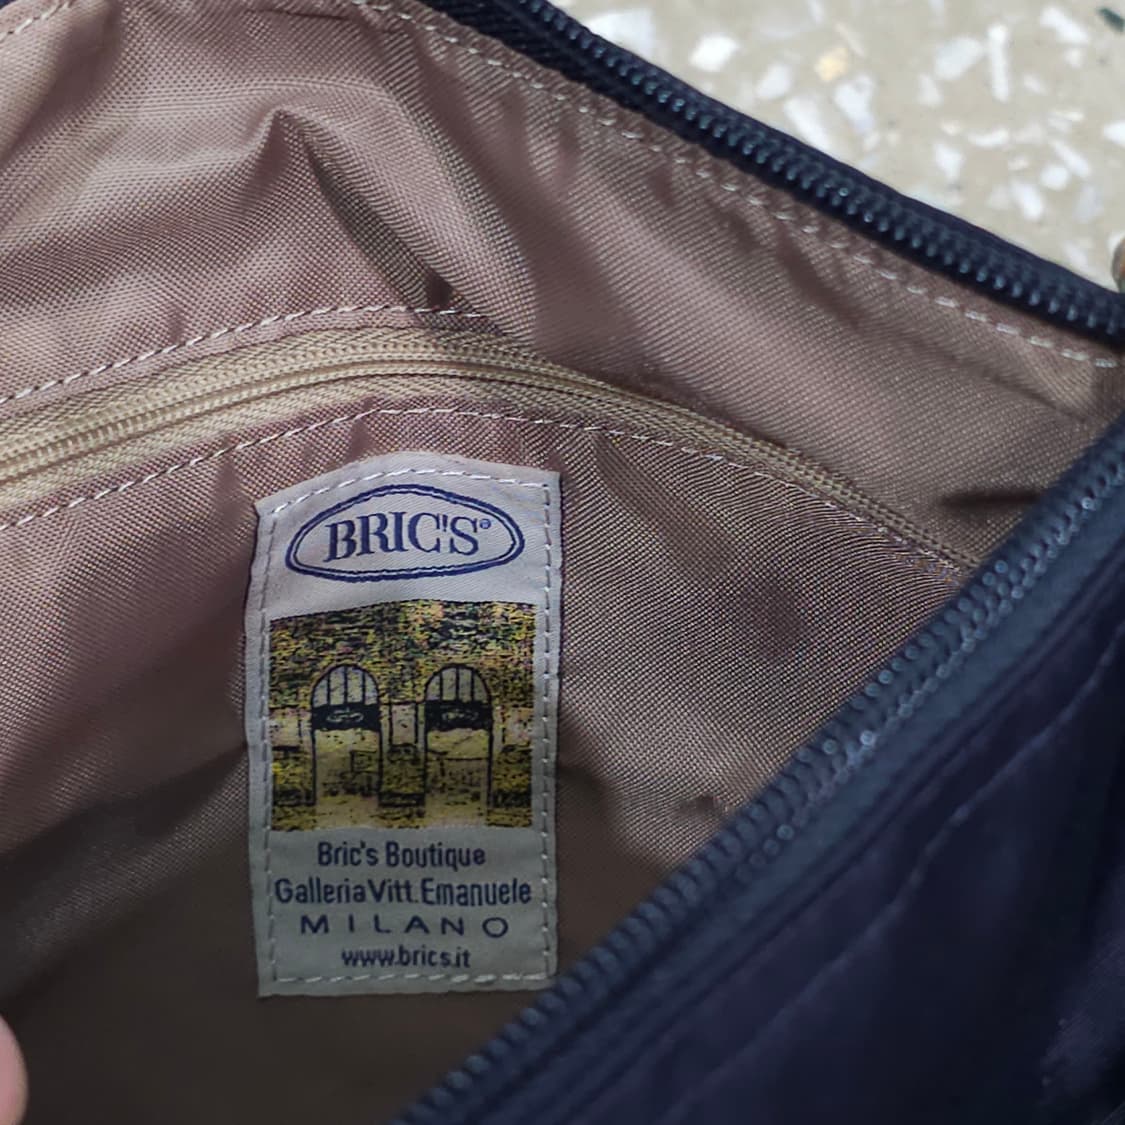 BRIC'S®
Bric's Boutique
Galleria Vitt. Emanuele
MILANO
www.brics.it